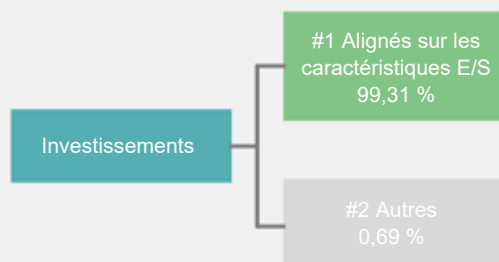 #1 Alignés sur les
caractéristiques E/S
99,31 %
Investissements
#2 Autres
0,69 %